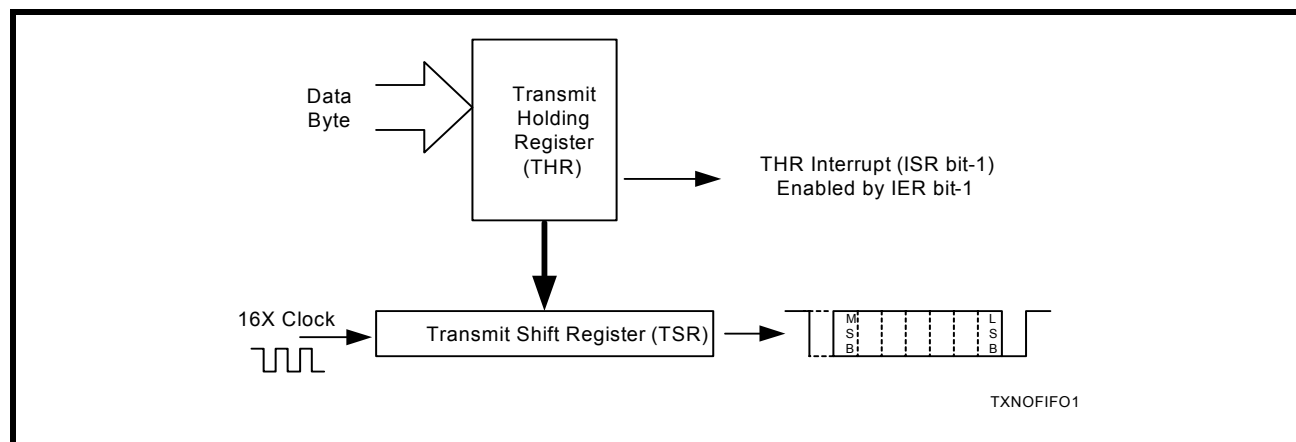 Data
Byte
Transmit
Holding
Register
(THR)
THR Interrupt (ISR bit-1)
Enabled by IER bit-1
16X Clock
Transmit Shift Register (TSR)
M
S
B
L
S
B
TXNOFIFO1